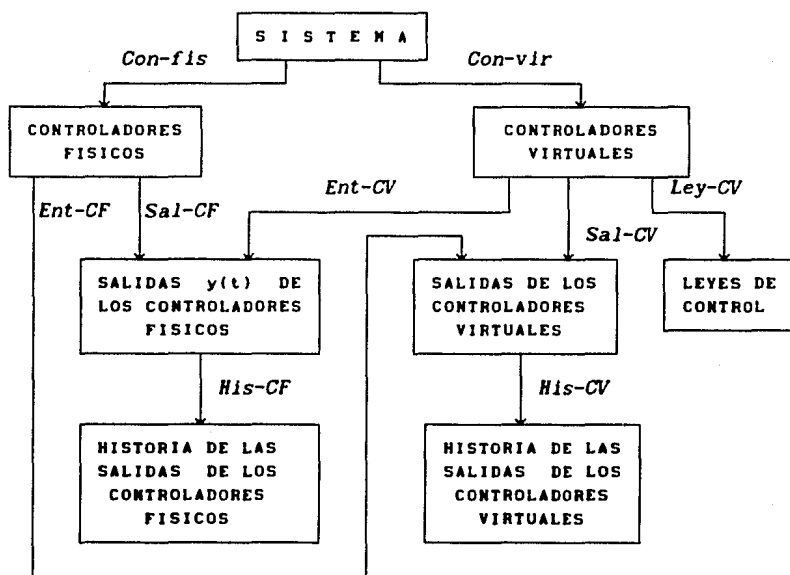 S I S T E M A
Con-fis
Con-vir
CONTROLADORES
FISICOS
CONTROLADORES
VIRTUALES
Ent-CF
Sal-CF
Ent-CV
Sal-CV
Ley-CV
SALIDAS y(t) DE
LOS CONTROLADORES
FISICOS
SALIDAS DE LOS
CONTROLADORES
VIRTUALES
LEYES DE
CONTROL
His-CF
His-CV
HISTORIA DE LAS
SALIDAS DE LOS
CONTROLADORES
FISICOS
HISTORIA DE LAS
SALIDAS DE LOS
CONTROLADORES
VIRTUALES